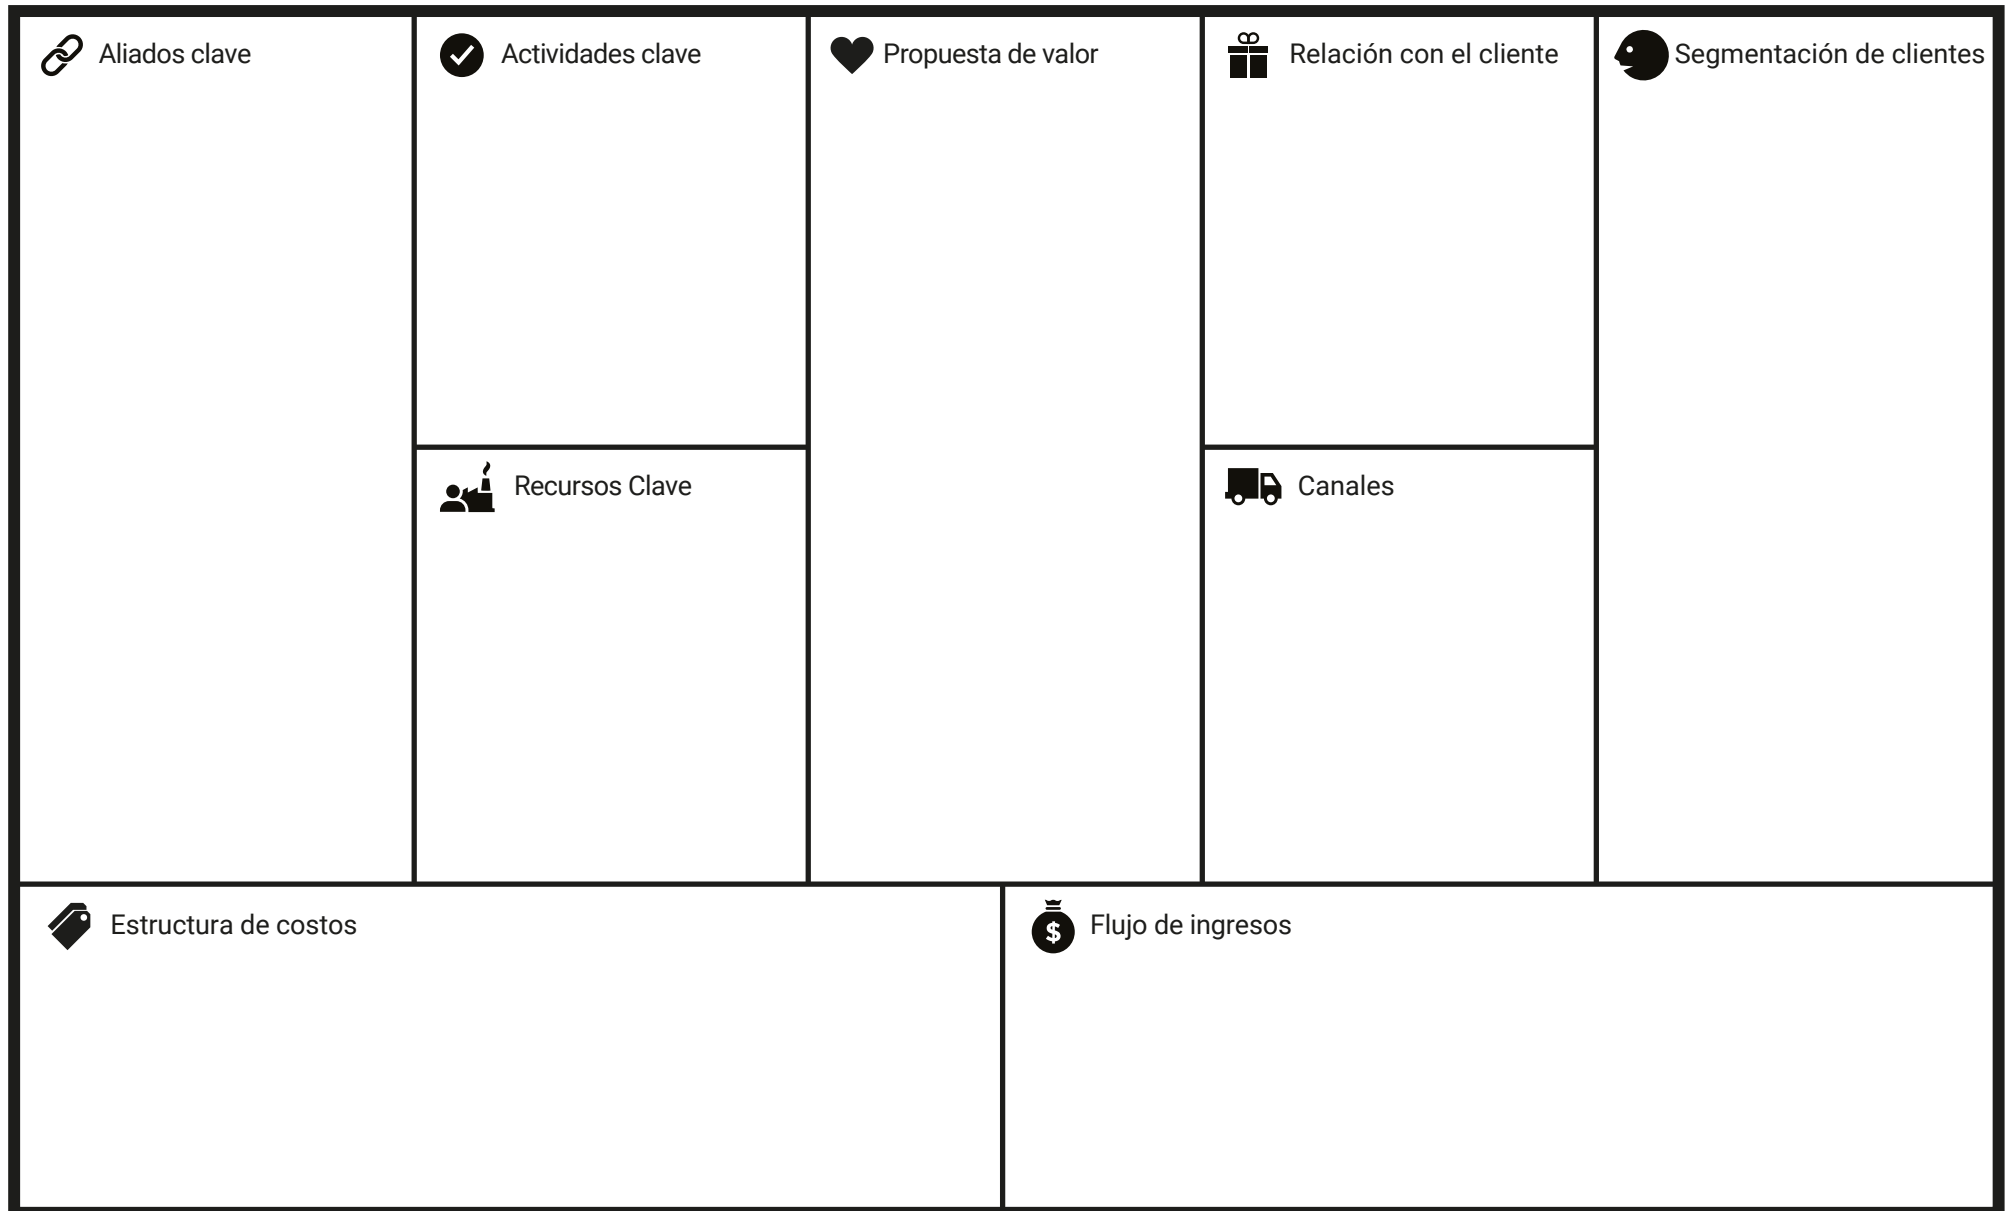 Aliados clave
Actividades clave
Propuesta de valor
Relación con el cliente
Segmentación de clientes
Recursos Clave
Canales
Estructura de costos
$
Flujo de ingresos